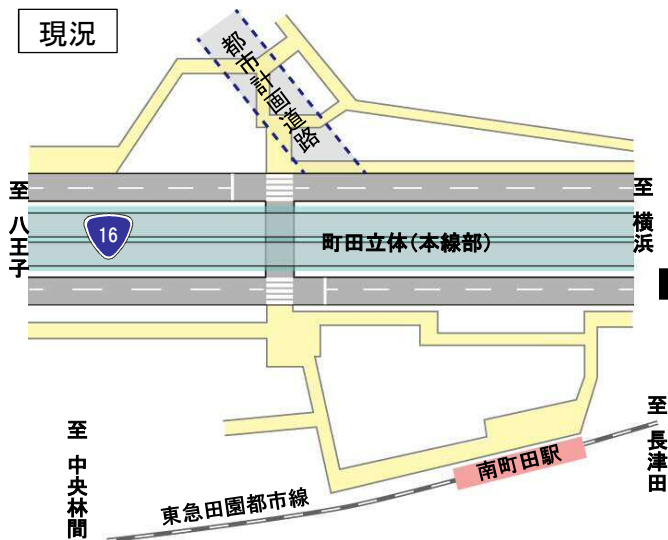 現況
都市計画道路
至 八王子
至 横浜
16
町田立体(本線部)
至 中央林間
至 長津田
南町田駅
東急田園都市線